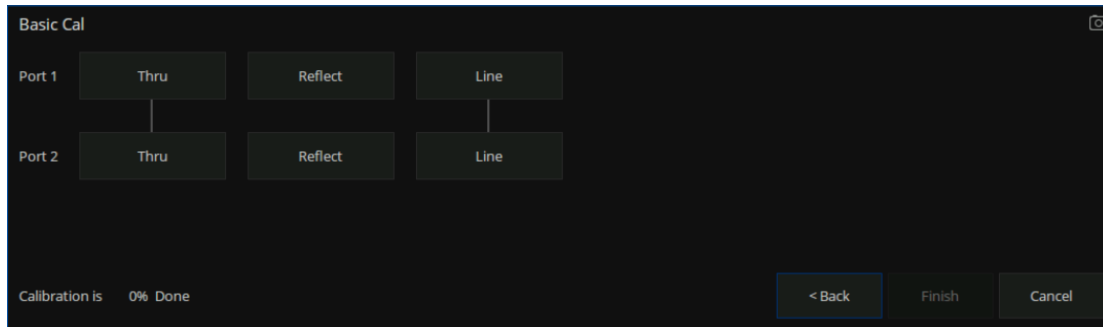 Basic Cal
Port 1 Thru Reflect Line
Port 2 Thru Reflect Line
Calibration is 0% Done < Back Finish Cancel